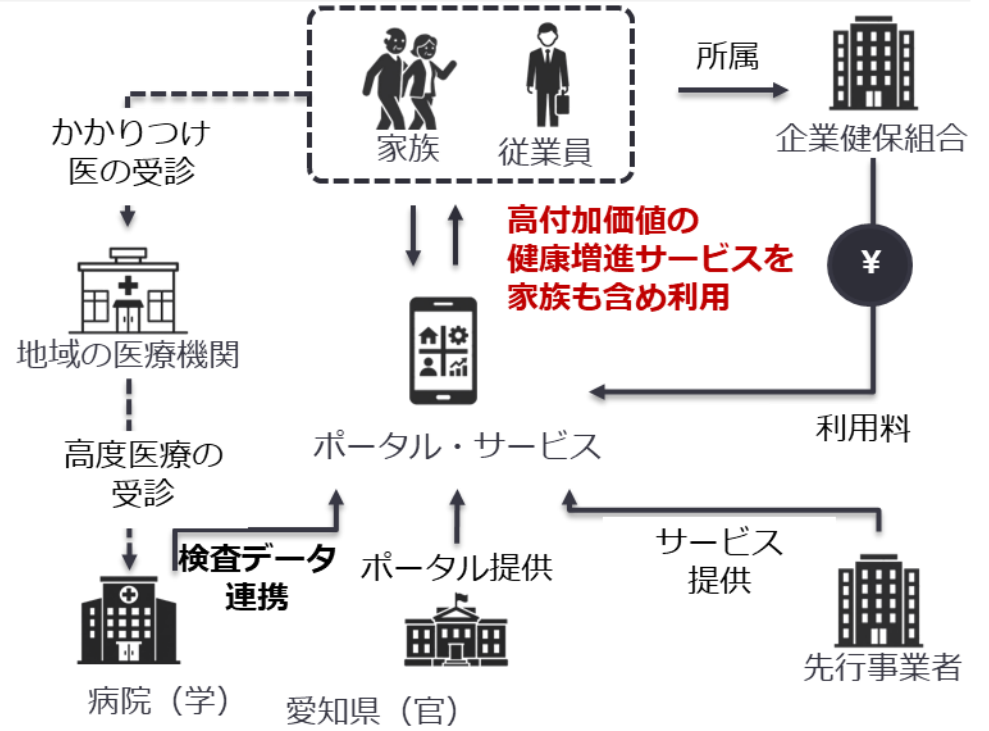 家族
従業員
所属
企業健保組合
かかりつけ
医の受診
高付加価値の
健康増進サービスを
家族も含め利用
¥
地域の医療機関
利用料
ポータル・サービス
高度医療の
受診
検査データ
連携
ポータル提供
サービス
提供
病院（学）
愛知県（官）
先行事業者